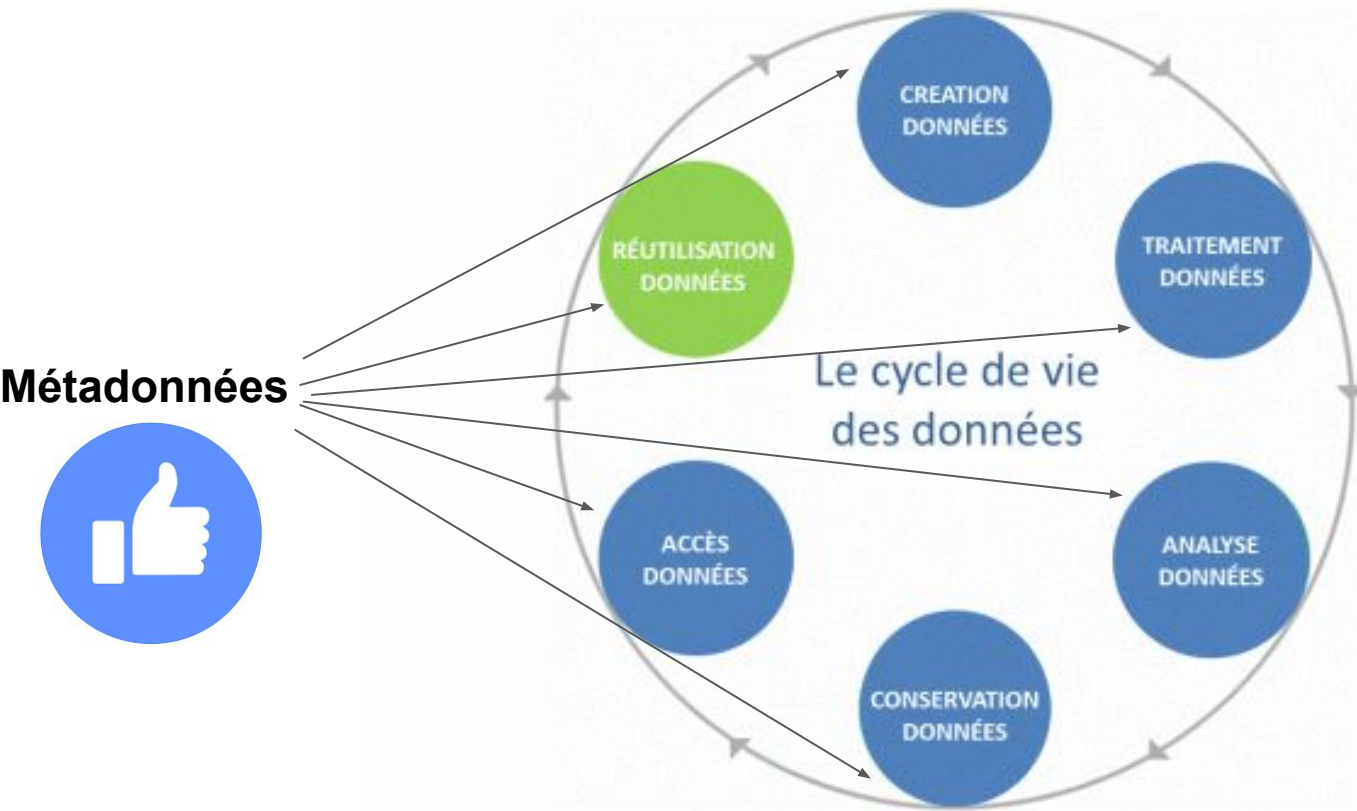 CREATION
DONNÉES
RÉUTILISATION
DONNÉES
TRAITEMENT
DONNÉES
Métadonnées
Le cycle de vie
des données
ACCÈS
DONNÉES
ANALYSE
DONNÉES
CONSERVATION
DONNÉES